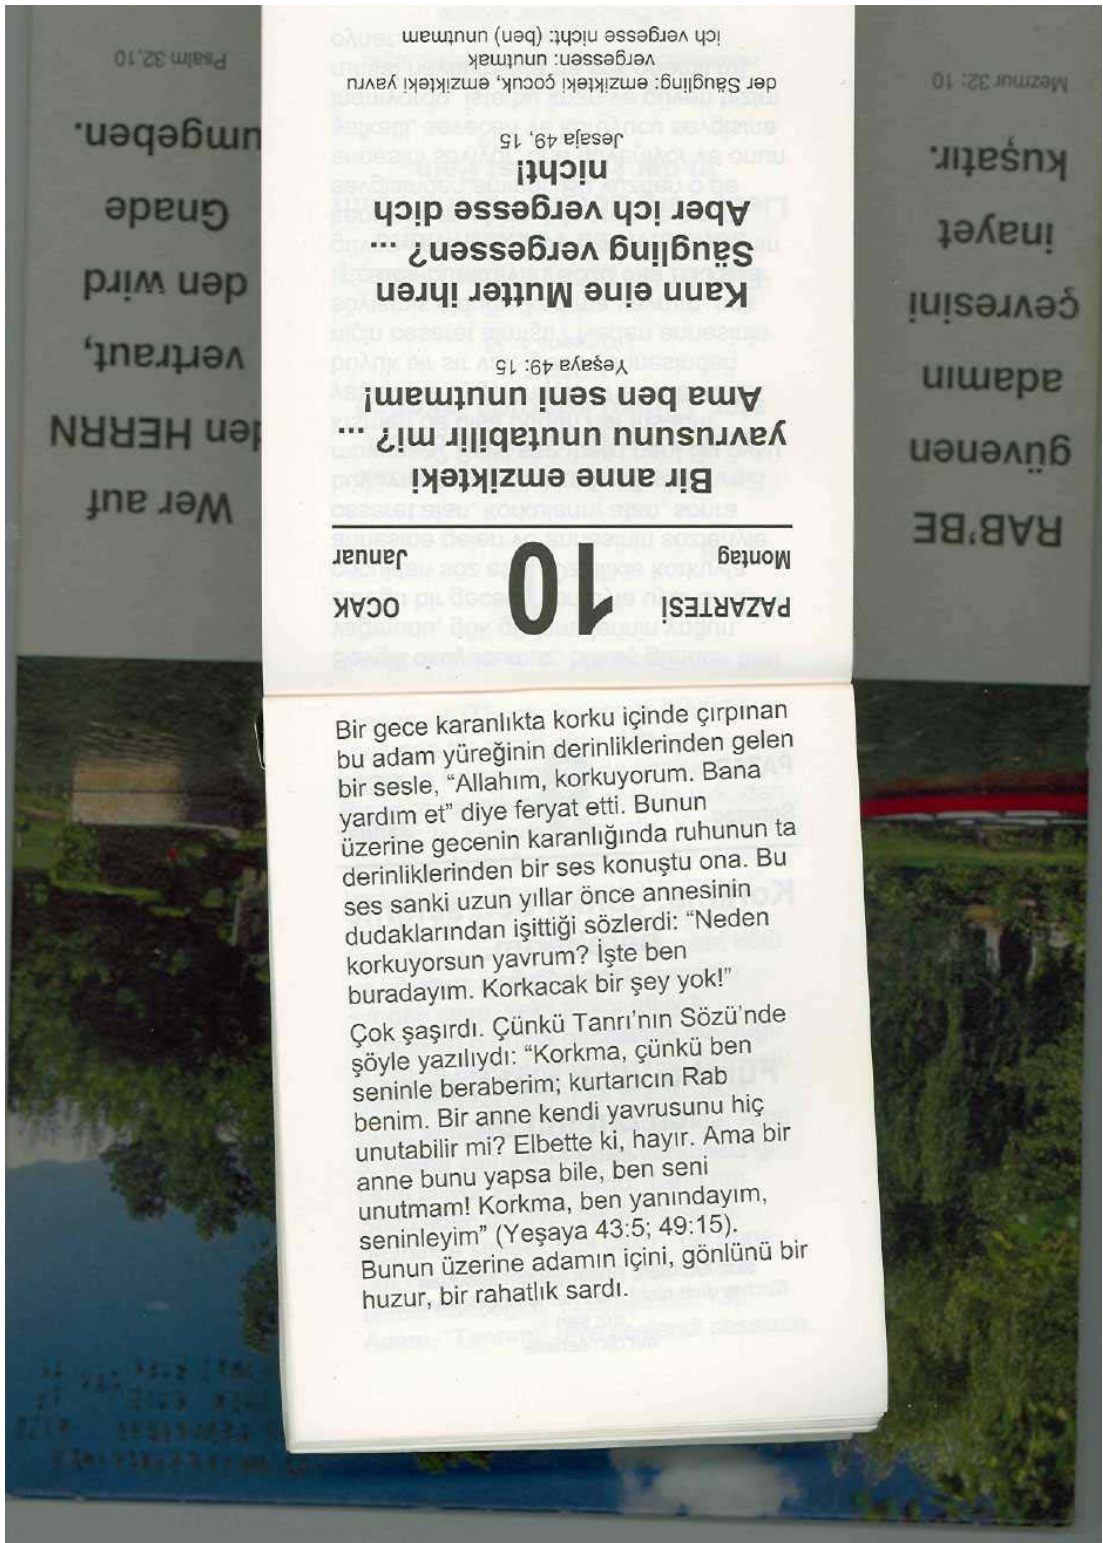 Wer auf
den HERRN
vertraut,
den wird
Gnade
umgeben.
Psalm 32,10
RAB'BE
güvenen
adamın
çevresini
inayet
kuşatır.
Mezmur 32: 10
PAZARTESİ 10 OCAK
Montag Januar
Bir anne emzikteki
yavrusunu unutabilir mi? ...
Ama ben seni unutmam!
Yeşaya 49: 15
Kann eine Mutter ihren
Säugling vergessen? ...
Aber ich vergesse dich
nicht!
Jesaja 49, 15
der Säugling: emzikteki çocuk, emzikteki yavru
vergessen: unutmak
ich vergesse nicht: (ben) unutmam
Bir gece karanlıkta korku içinde çırpınan
bu adam yüreğinin derinliklerinden gelen
bir sesle, “Allahım, korkuyorum. Bana
yardım et” diye feryat etti. Bunun
üzerine gecenin karanlığında ruhunun ta
derinliklerinden bir ses konuştu ona. Bu
ses sanki uzun yıllar önce annesinin
dudaklarından işittiği sözlerdi: “Neden
korkuyorsun yavrum? İşte ben
buradayım. Korkacak bir şey yok!”
Çok şaşırdı. Çünkü Tanrı’nın Sözü’nde
şöyle yazılıydı: “Korkma, çünkü ben
seninle beraberim; kurtarıcın Rab
benim. Bir anne kendi yavrusunu hiç
unutabilir mi? Elbette ki, hayır. Ama bir
anne bunu yapsa bile, ben seni
unutmam! Korkma, ben yanındayım,
seninleyim” (Yeşaya 43:5; 49:15).
Bunun üzerine adamın içini, gönlünü bir
huzur, bir rahatlık sardı.